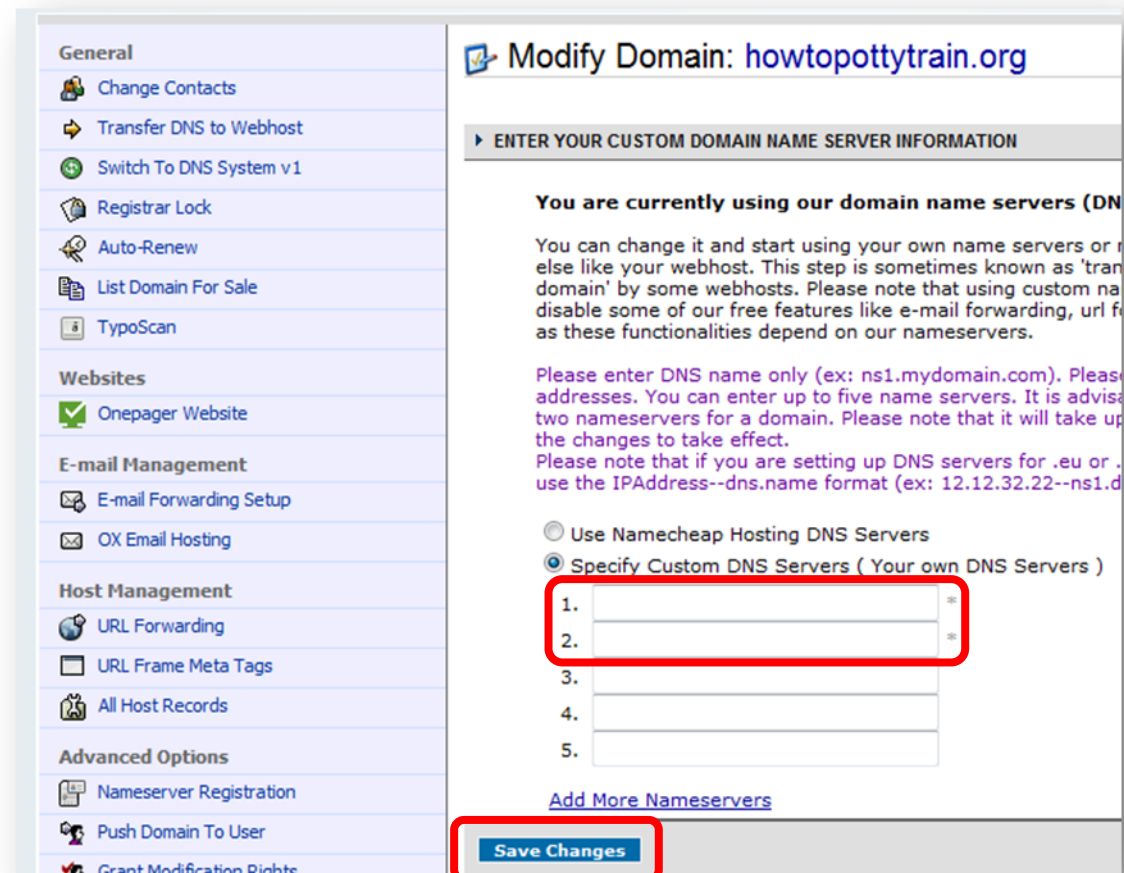 General
Change Contacts
Transfer DNS to Webhost
Switch To DNS System v1
Registrar Lock
Auto-Renew
List Domain For Sale
TypoScan
Websites
Onepager Website
E-mail Management
E-mail Forwarding Setup
OX Email Hosting
Host Management
URL Forwarding
URL Frame Meta Tags
All Host Records
Advanced Options
Nameserver Registration
Push Domain To User
Grant Modification Rights
Modify Domain: howtopottytrain.org
ENTER YOUR CUSTOM DOMAIN NAME SERVER INFORMATION
You are currently using our domain name servers (DN
You can change it and start using your own name servers or
else like your webhost. This step is sometimes known as 'tran
domain' by some webhosts. Please note that using custom na
disable some of our free features like e-mail forwarding, url f
as these functionalities depend on our nameservers.
Please enter DNS name only (ex: ns1.mydomain.com). Please
addresses. You can enter up to five name servers. It is advisa
two nameservers for a domain. Please note that it will take up
the changes to take effect.
Please note that if you are setting up DNS servers for .eu or .
use the IPAddress--dns.name format (ex: 12.12.32.22--ns1.d
Use Namecheap Hosting DNS Servers
Specify Custom DNS Servers ( Your own DNS Servers )
1. *
2. *
3.
4.
5.
Add More Nameservers
Save Changes